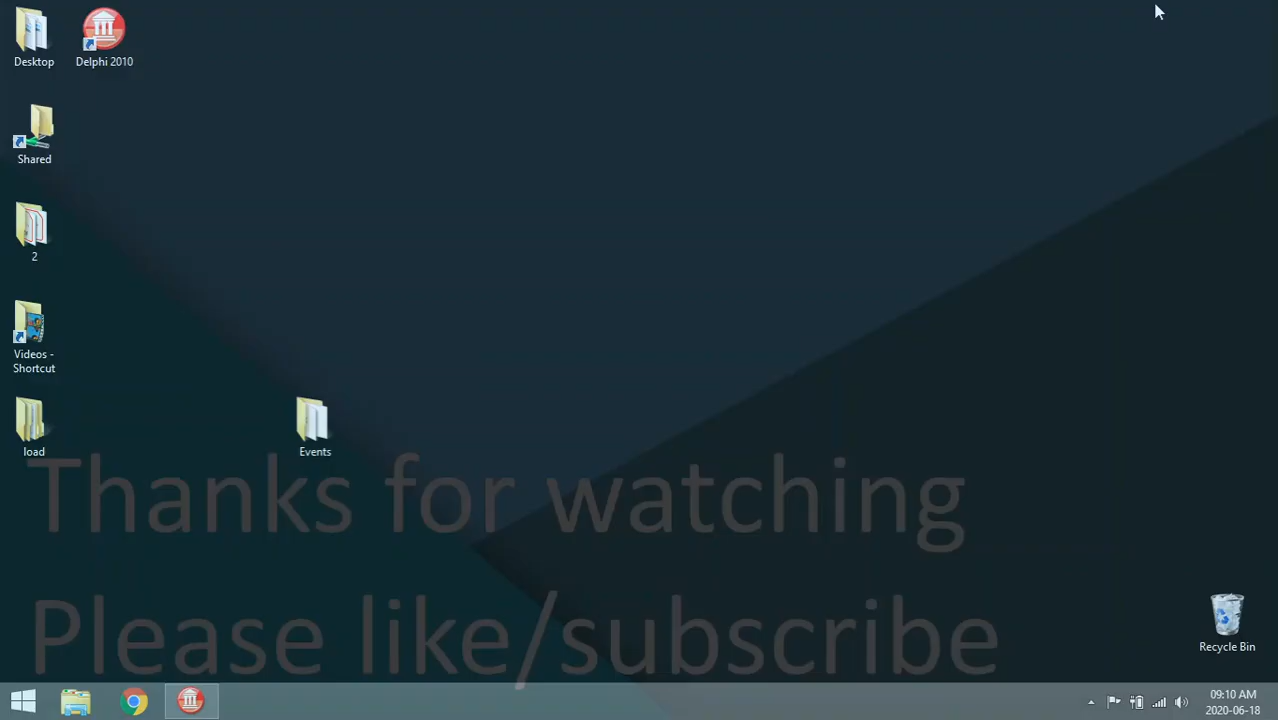 Desktop
Delphi 2010
Shared
2
Videos -
Shortcut
load
Events
Thanks for watching
Please like/subscribe
Recycle Bin
09:10 AM
2020-06-18